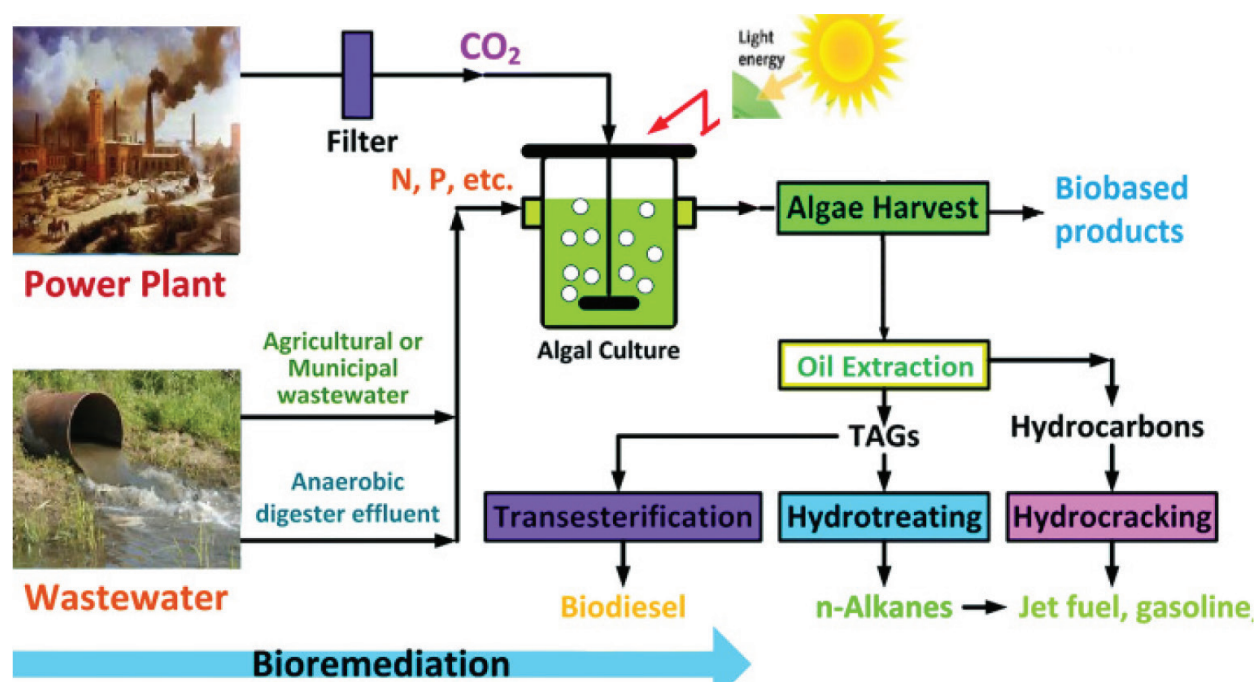 CO₂
Light
energy
Filter
Power Plant
N, P, etc.
Algal Culture
Algae Harvest
Biobased
products
Agricultural or
Municipal
wastewater
Anaerobic
digester effluent
Wastewater
Oil Extraction
TAGs
Hydrocarbons
Transesterification
Hydrotreating
Hydrocracking
Biodiesel
n-Alkanes
Jet fuel, gasoline,
Bioremediation